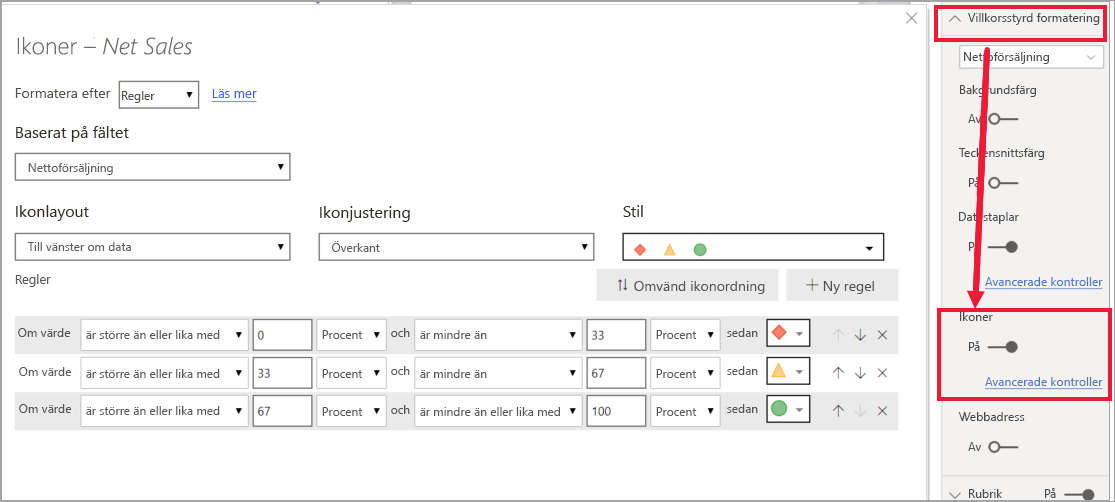 Ikoner – Net Sales
Formatera efter Regler Läs mer
Baserat på fältet
Nettoförsäljning
Ikonlayout Ikonjustering Stil
Till vänster om data Överkant
Regler Omvänd ikonordning Ny regel
Om värde är större än eller lika med 0 Procent och är mindre än 33 Procent sedan
Om värde är större än eller lika med 33 Procent och är mindre än 67 Procent sedan
Om värde är större än eller lika med 67 Procent och är mindre än eller lika med 100 Procent sedan
Villkorsstyrd formatering
Nettoförsäljning
Bakgrundsfärg
Av
Teckensnittsfärg
På
Datastaplar
På
Avancerade kontroller
Ikoner
På
Avancerade kontroller
Webbadress
Av
Rubrik På